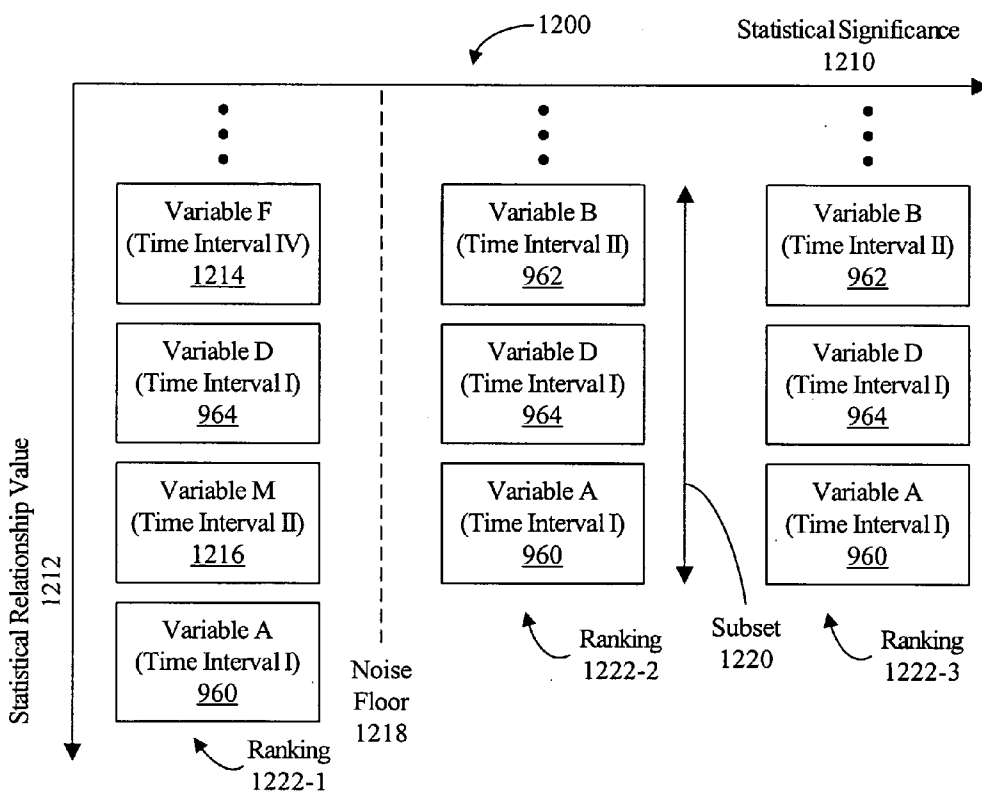 1200
Statistical Significance
1210
Statistical Relationship Value
1212
Variable F
(Time Interval IV)
1214
Variable D
(Time Interval I)
964
Variable M
(Time Interval II)
1216
Variable A
(Time Interval I)
960
Ranking
1222-1
Noise
Floor
1218
Variable B
(Time Interval II)
962
Variable D
(Time Interval I)
964
Variable A
(Time Interval I)
960
Ranking
1222-2
Subset
1220
Variable B
(Time Interval II)
962
Variable D
(Time Interval I)
964
Variable A
(Time Interval I)
960
Ranking
1222-3